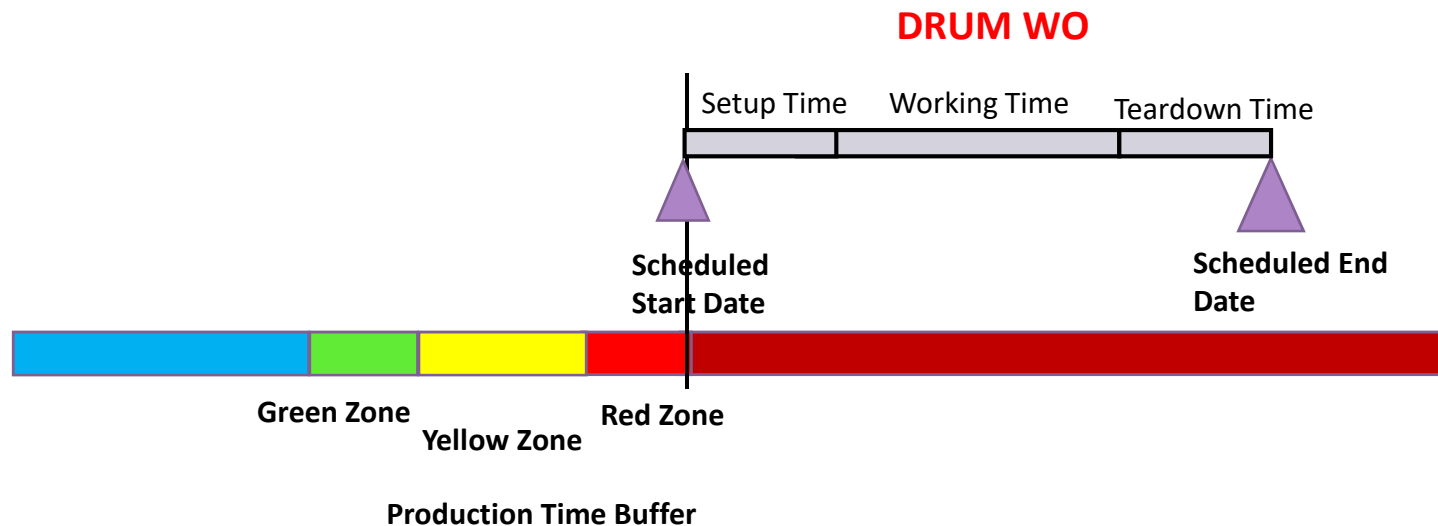 DRUM WO
Setup Time
Working Time
Teardown Time
Scheduled
Start Date
Scheduled End
Date
Green Zone
Yellow Zone
Red Zone
Production Time Buffer